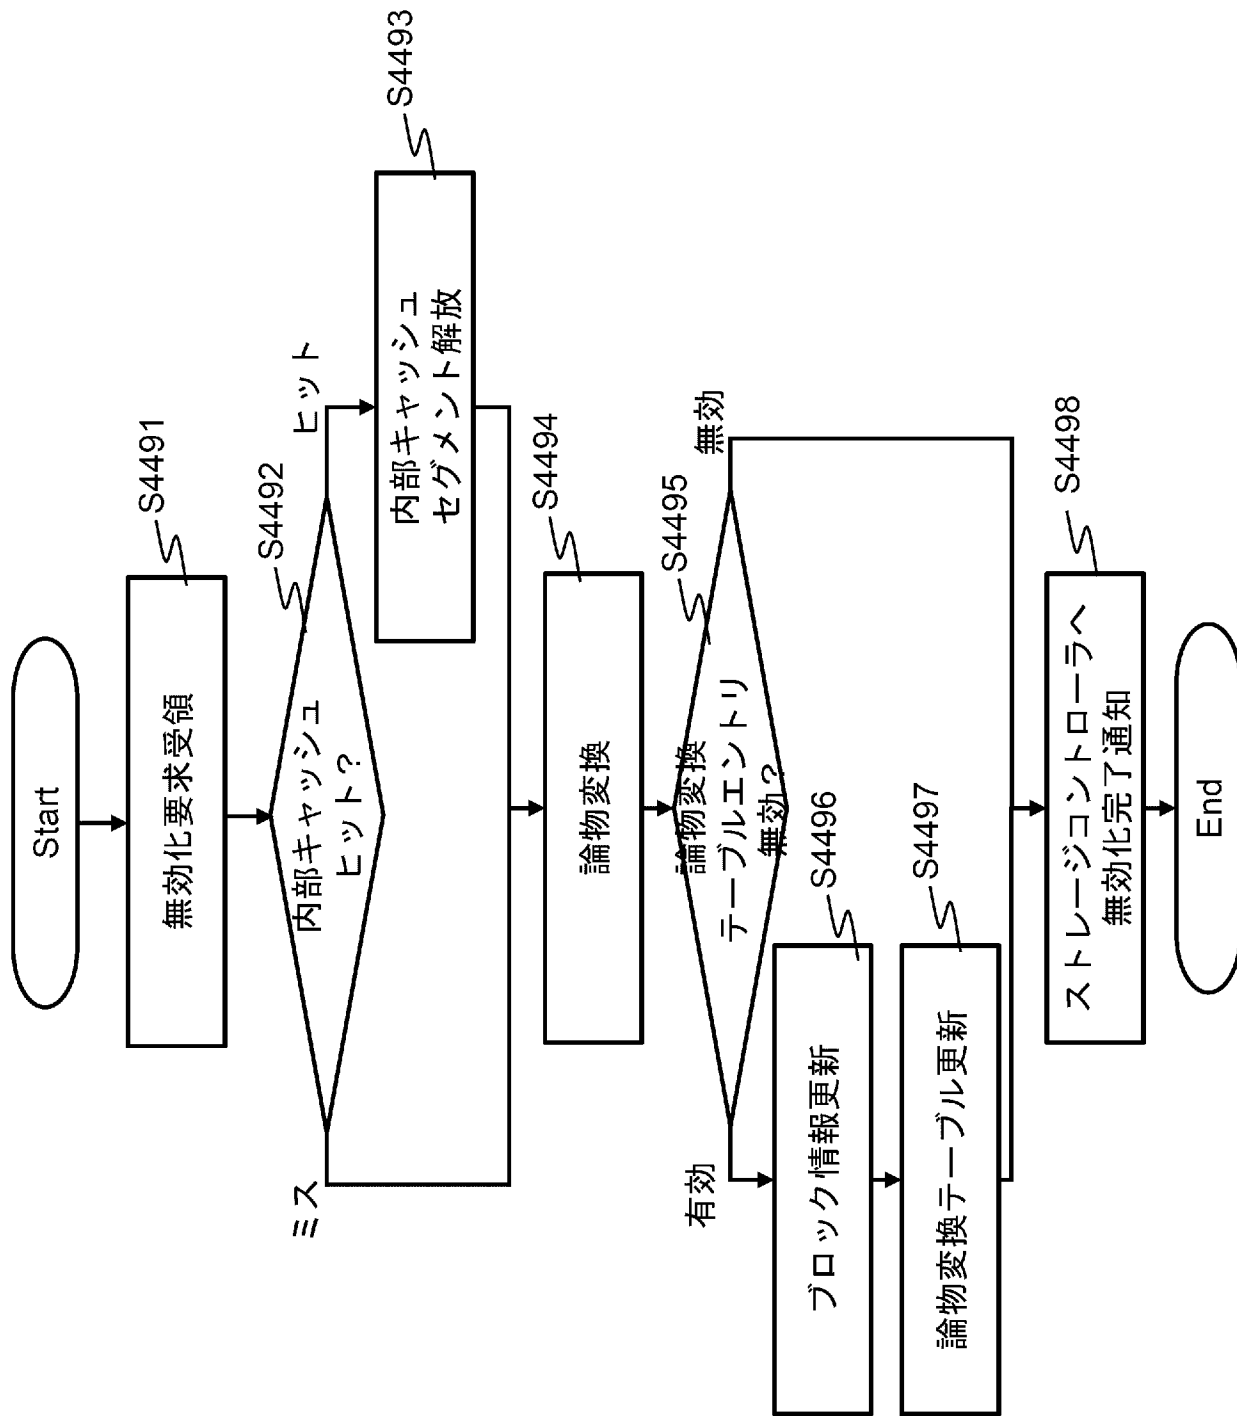 Start
無効化要求受領
S4491
内部キャッシュ
ヒット？
S4492
ミス
ヒット
内部キャッシュ
セグメント解放
S4493
論物変換
S4494
論物変換
テーブルエントリ
無効？
S4495
有効
無効
ブロック情報更新
S4496
論物変換テーブル更新
S4497
ストレージコントローラへ
無効化完了通知
S4498
End